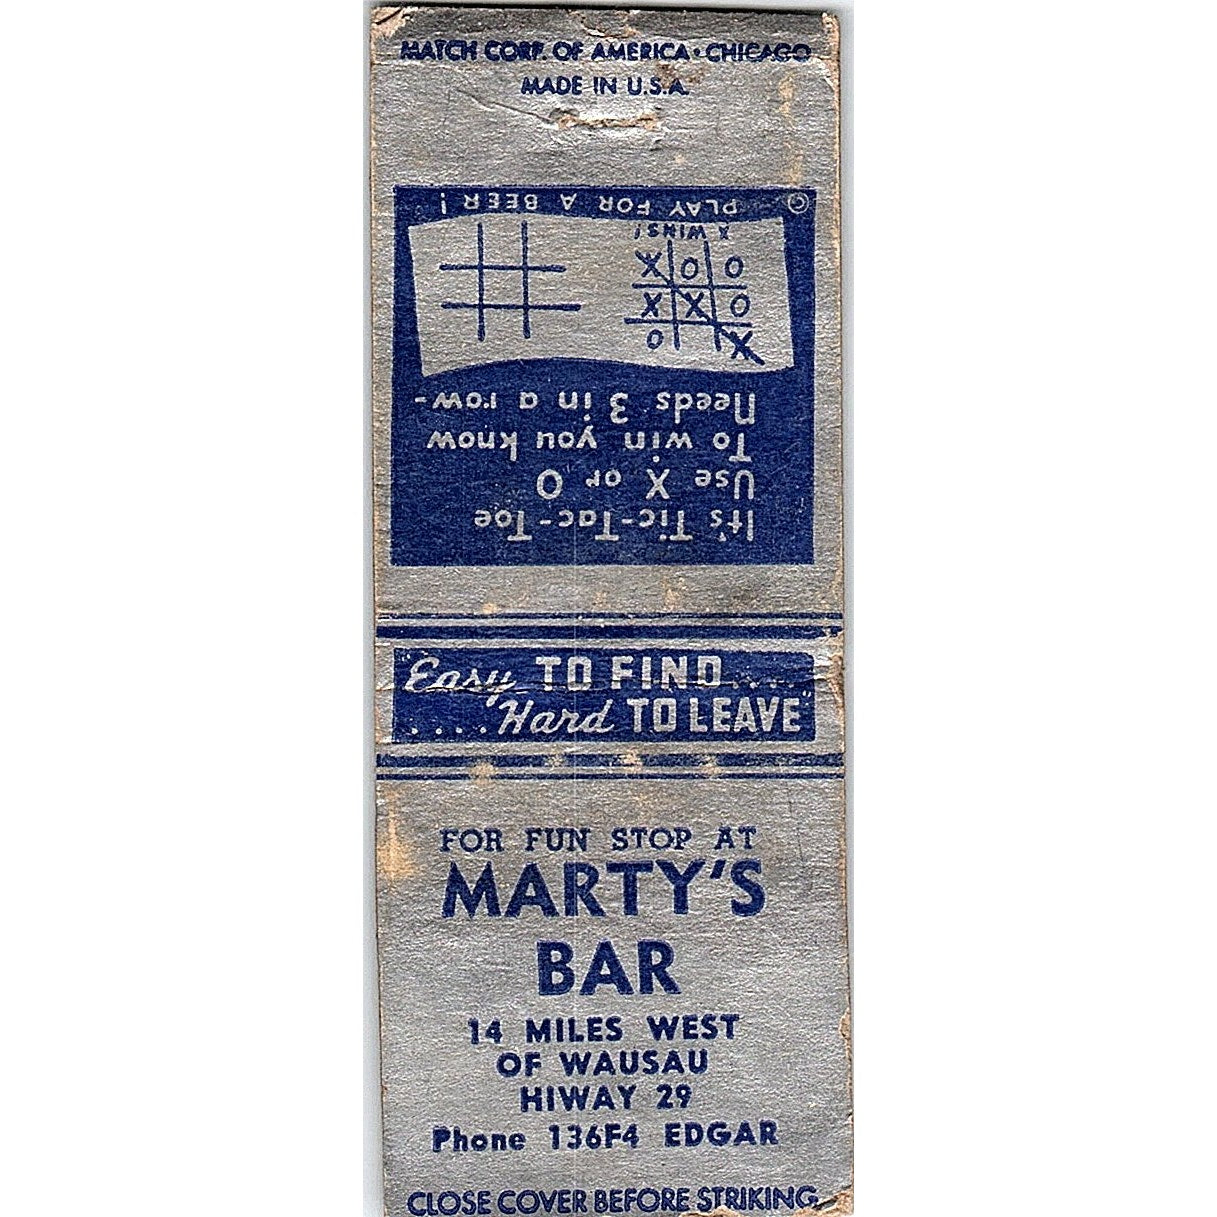 MATCH CORP. OF AMERICA • CHICAGO
MADE IN U.S.A.
It's Tic-Tac-Toe
Use X or O
To win you know
Needs 3 in a row-
X O
O X X
O O X
X WINS!
© PLAY FOR A BEER!
Easy TO FIND....
....Hard TO LEAVE
FOR FUN STOP AT
MARTY'S
BAR
14 MILES WEST
OF WAUSAU
HIWAY 29
Phone 136F4 EDGAR
CLOSE COVER BEFORE STRIKING